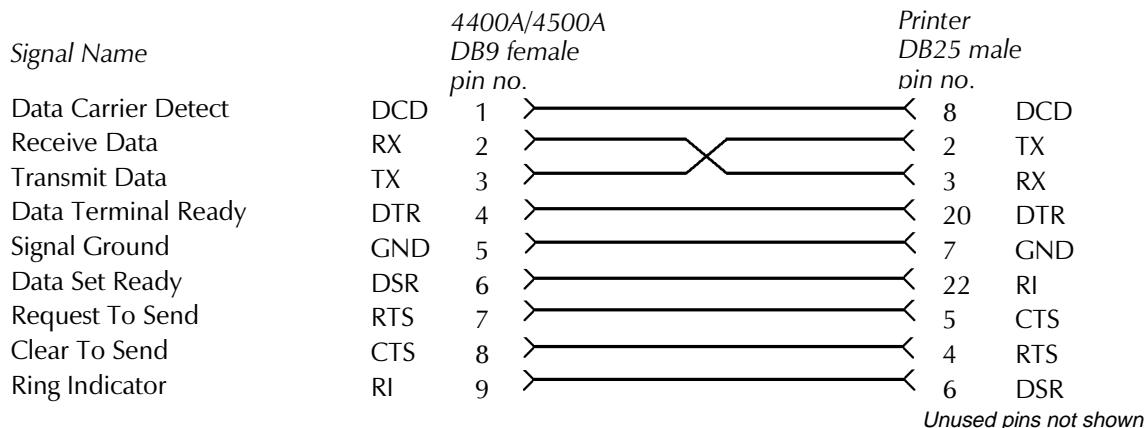 4400A/4500A Printer
Signal Name DB9 female DB25 male
pin no. pin no.
Data Carrier Detect DCD 1 8 DCD
Receive Data RX 2 2 TX
Transmit Data TX 3 3 RX
Data Terminal Ready DTR 4 20 DTR
Signal Ground GND 5 7 GND
Data Set Ready DSR 6 22 RI
Request To Send RTS 7 5 CTS
Clear To Send CTS 8 4 RTS
Ring Indicator RI 9 6 DSR
Unused pins not shown